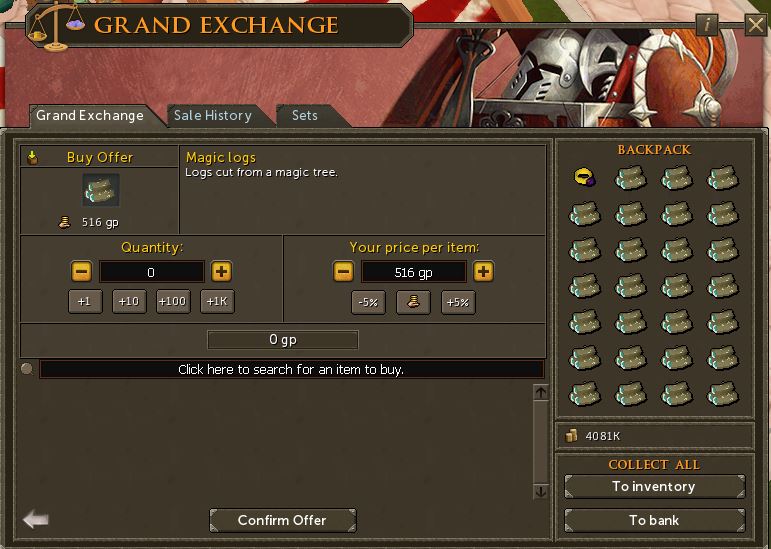 GRAND EXCHANGE
i
Grand Exchange
Sale History
Sets
Buy Offer
516 gp
Magic logs
Logs cut from a magic tree.
Quantity:
0
+1
+10
+100
+1K
Your price per item:
516 gp
-5%
+5%
0 gp
Click here to search for an item to buy.
Confirm Offer
BACKPACK
4081K
COLLECT ALL
To inventory
To bank